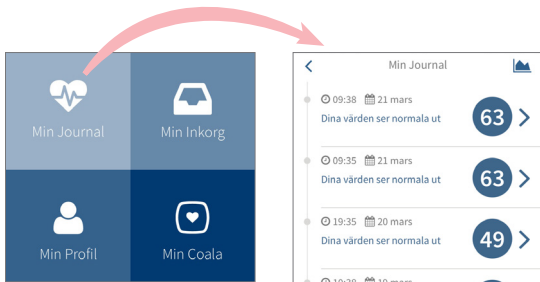 Min Journal
Min Inkorg
Min Profil
Min Coala
Min Journal
09:38 21 mars
Dina värden ser normala ut
63
09:35 21 mars
Dina värden ser normala ut
63
19:35 20 mars
Dina värden ser normala ut
49